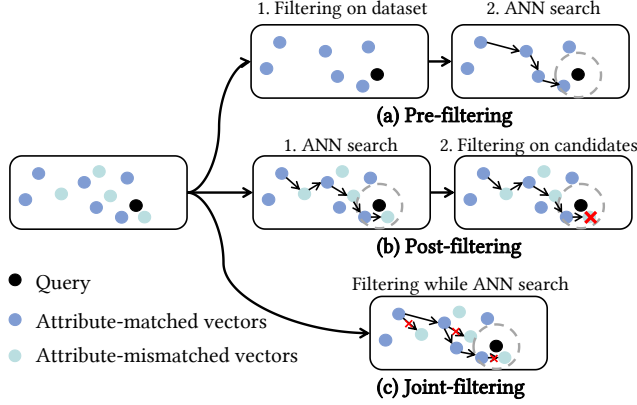 1. Filtering on dataset
2. ANN search
(a) Pre-filtering
1. ANN search
2. Filtering on candidates
(b) Post-filtering
Query
Attribute-matched vectors
Attribute-mismatched vectors
Filtering while ANN search
(c) Joint-filtering